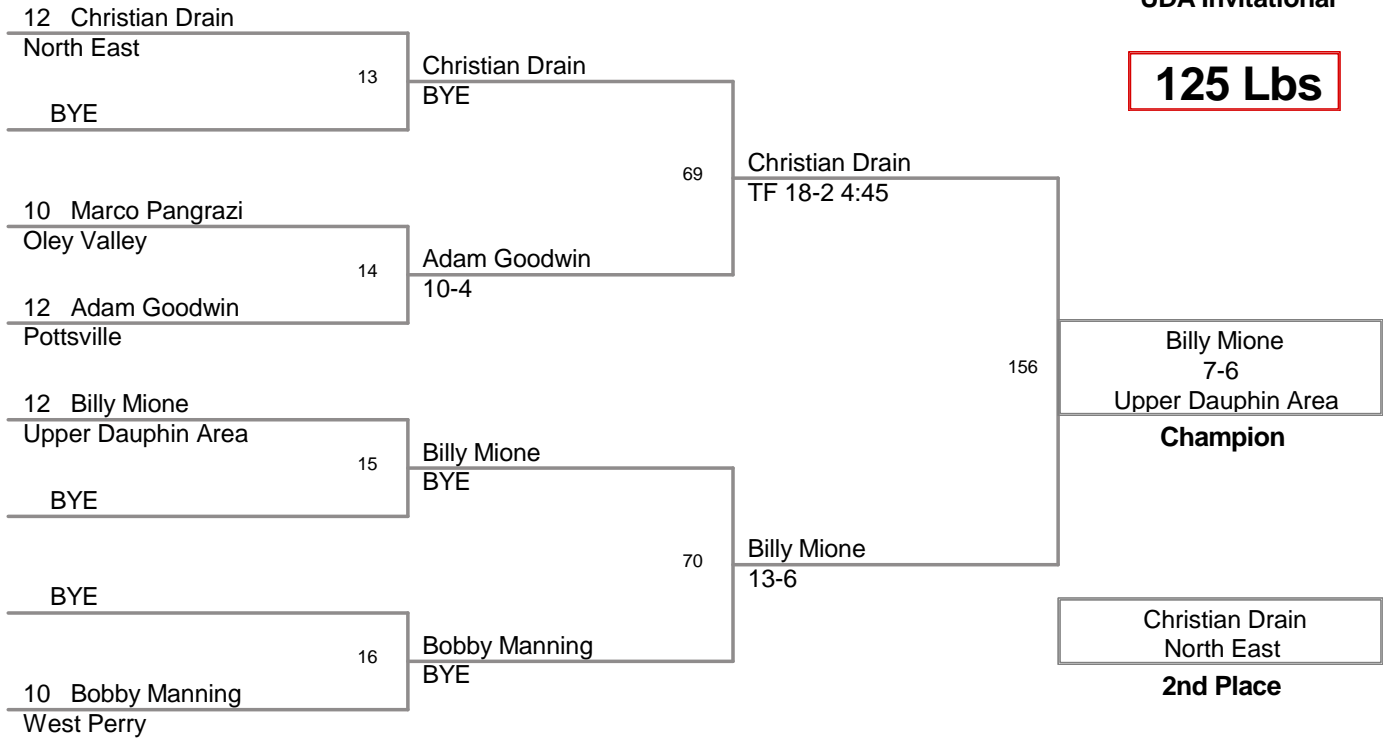 UDA Invitational
125 Lbs
12 Christian Drain
North East
13
BYE
Christian Drain
BYE
10 Marco Pangrazi
Oley Valley
14
12 Adam Goodwin
Pottsville
Adam Goodwin
10-4
69
Christian Drain
TF 18-2 4:45
12 Billy Mione
Upper Dauphin Area
15
BYE
Billy Mione
BYE
BYE
16
10 Bobby Manning
West Perry
Bobby Manning
BYE
70
Billy Mione
13-6
156
Billy Mione
7-6
Upper Dauphin Area
Champion
Christian Drain
North East
2nd Place